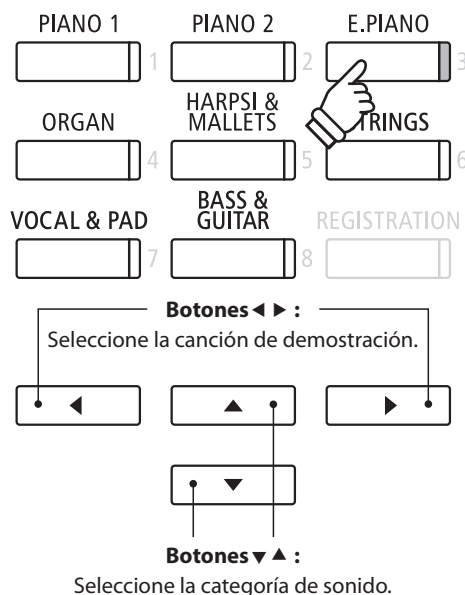 PIANO 1 PIANO 2 E.PIANO
1 2 3
ORGAN HARPSI & MALLETS TRINGS
4 5 6
VOCAL & PAD BASS & GUITAR REGISTRATION
7 8
Botones ◀ ▶ :
Seleccione la canción de demostración.
◀ ▲ ▶
▼
Botones ▼ ▲ :
Seleccione la categoría de sonido.